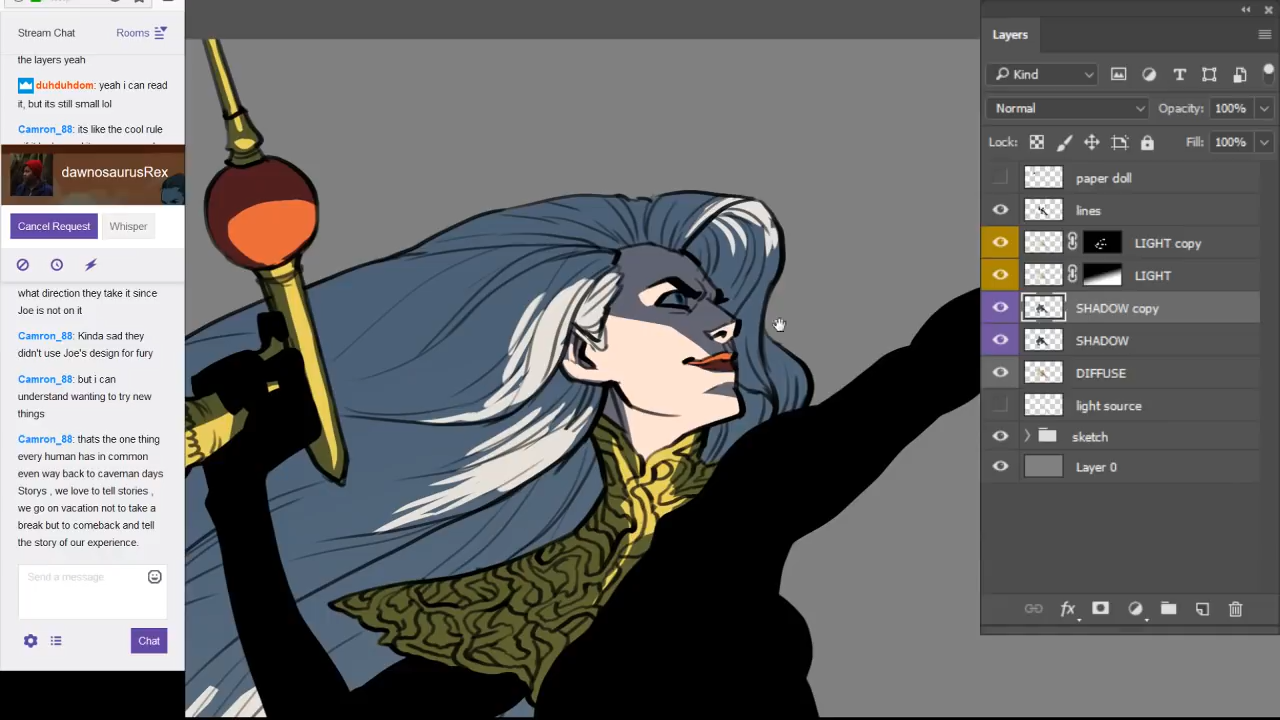 Stream Chat
Rooms
the layers yeah
duhduhdom: yeah i can read
it, but its still small lol
Camron_88: its like the cool rule
dawnosaurusRex
Cancel Request
Whisper
what direction they take it since
Joe is not on it
Camron_88: Kinda sad they
didn't use Joe's design for fury
Camron_88: but i can
understand wanting to try new
things
Camron_88: thats the one thing
every human has in common
even way back to caveman days
Storys , we love to tell stories ,
we go on vacation not to take a
break but to comeback and tell
the story of our experience.
Send a message
Chat
Layers
Kind
Normal
Opacity: 100%
Lock:
Fill: 100%
paper doll
lines
LIGHT copy
LIGHT
SHADOW copy
SHADOW
DIFFUSE
light source
sketch
Layer 0
fx